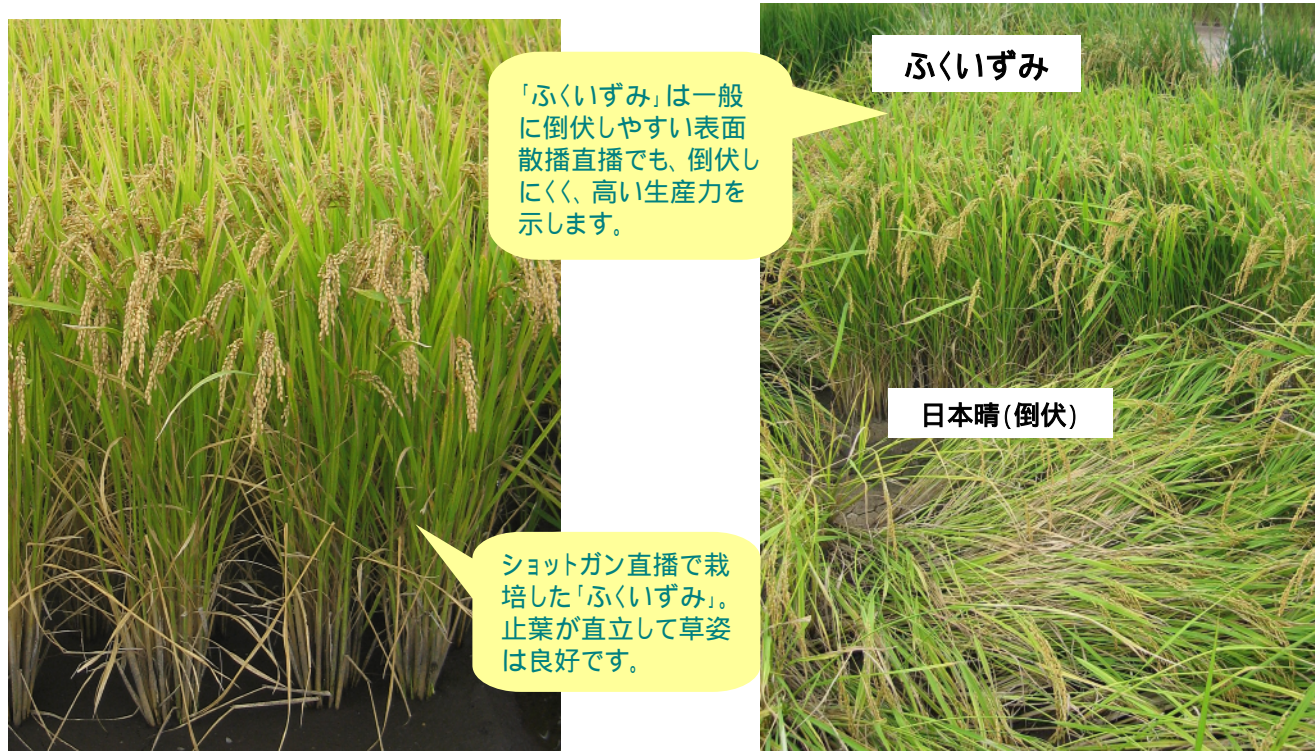 「ふくいずみ」は一般
に倒伏しやすい表面
散播直播でも、倒伏し
にくく、高い生産力を
示します。
ふくいずみ
日本晴(倒伏)
ショットガン直播で栽
培した「ふくいずみ」。
止葉が直立して草姿
は良好です。